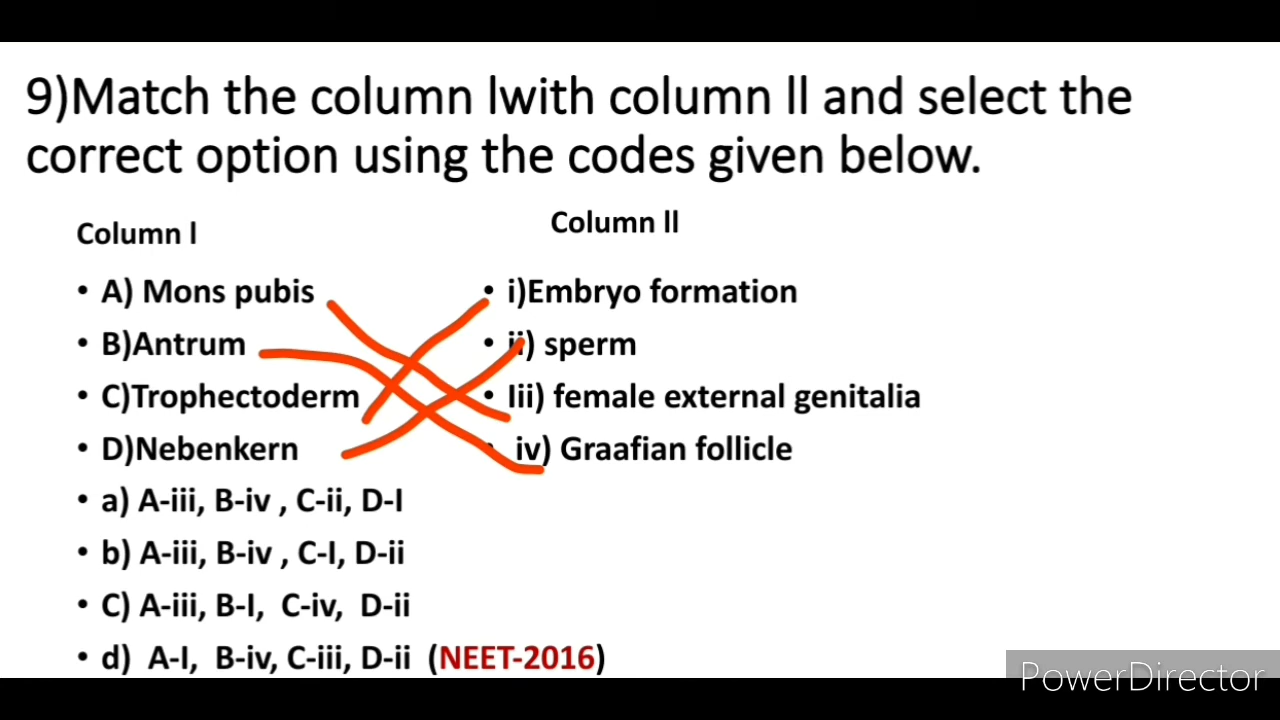 9)Match the column lwith column ll and select the
correct option using the codes given below.
Column l
Column ll
• A) Mons pubis
• i)Embryo formation
• B)Antrum
• ii) sperm
• C)Trophectoderm
• Iii) female external genitalia
• D)Nebenkern
• iv) Graafian follicle
• a) A-iii, B-iv , C-ii, D-I
• b) A-iii, B-iv , C-I, D-ii
• C) A-iii, B-I, C-iv, D-ii
• d) A-I, B-iv, C-iii, D-ii (NEET-2016)
PowerDirector